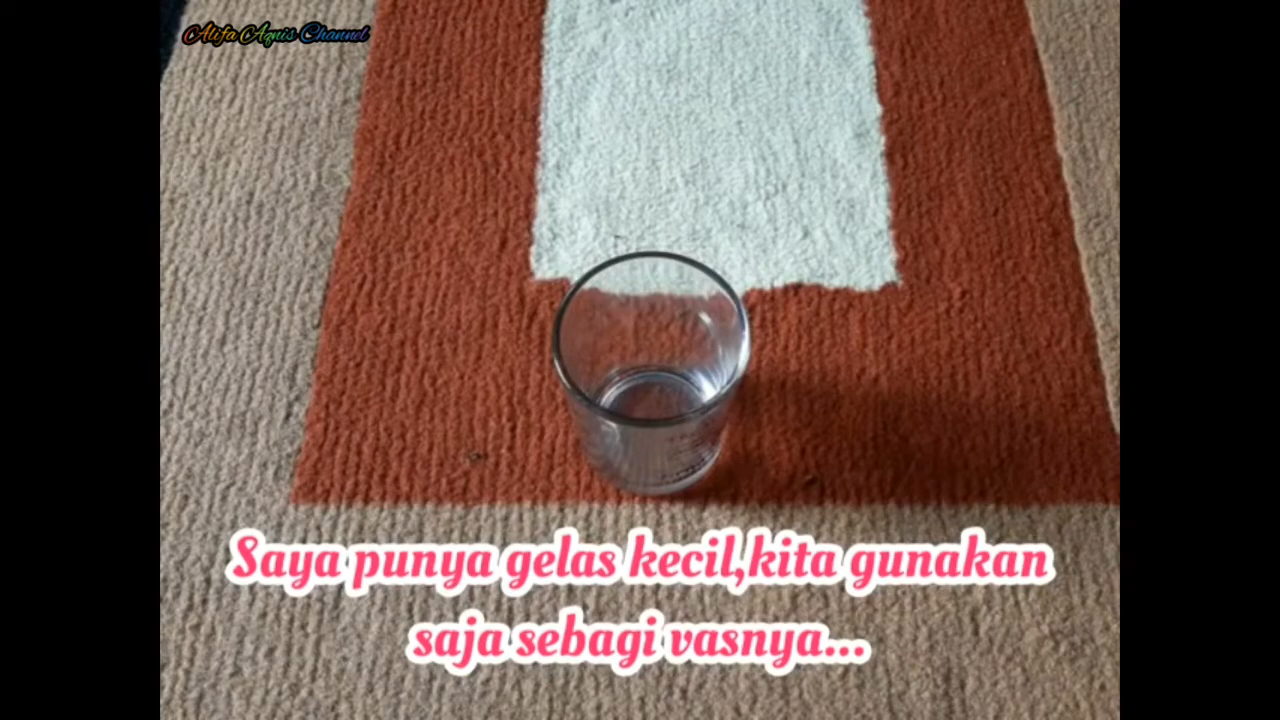 Alifa Aqnis Channel
Saya punya gelas kecil,kita gunakan
saja sebagi vasnya...